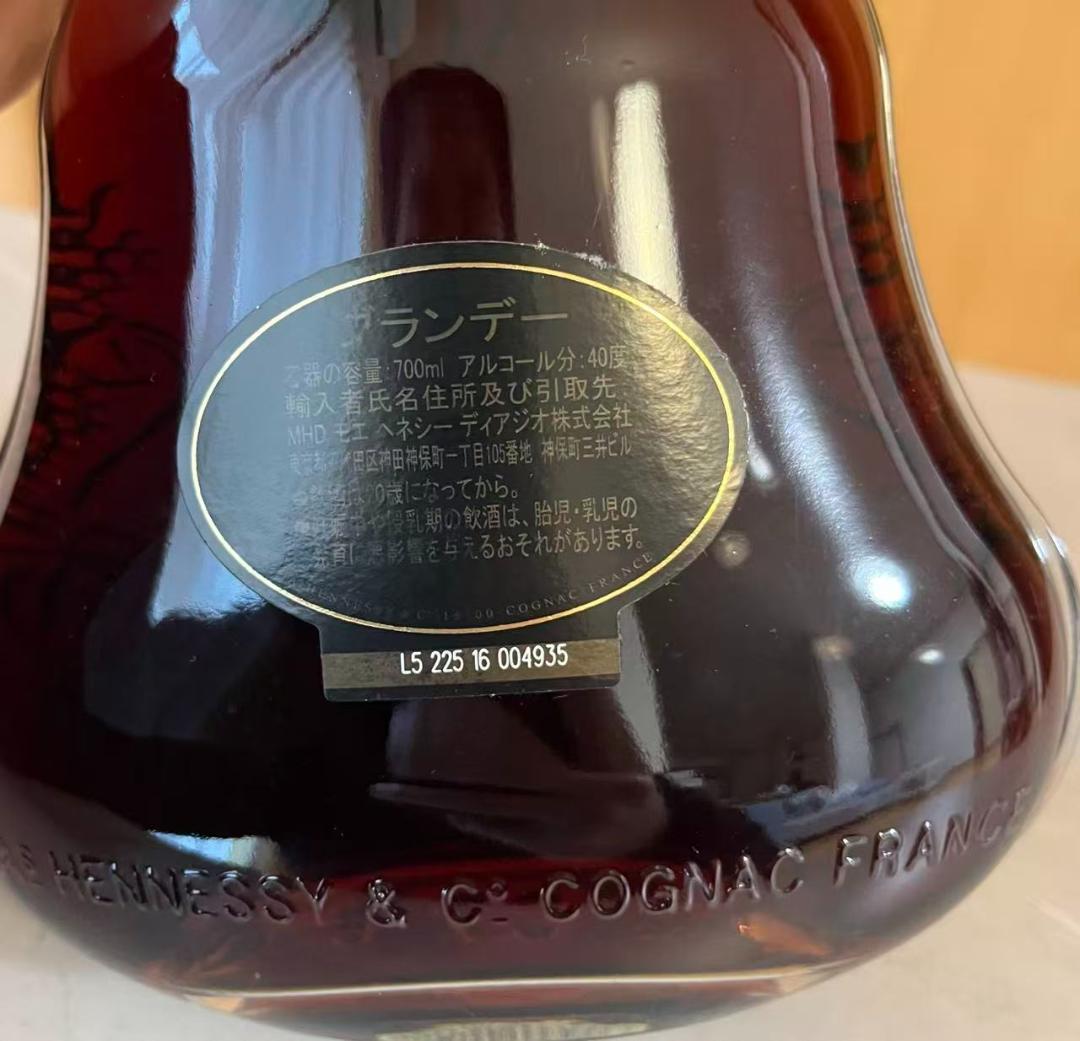 ランデー
器の容量:700ml アルコール分:40度
輸入者氏名住所及び引取先
MHD モエ ヘネシー ディアジオ株式会社
田区神田神保町一丁目105番地 神保町三井ビル
歳になってから。
乳期の飲酒は、胎児・乳児の
影響を与えるおそれがあります。
HENNESSY COGNAC FRANCE
L5 225 16 004935
HENNESSY & Cº COGNAC FRANCE